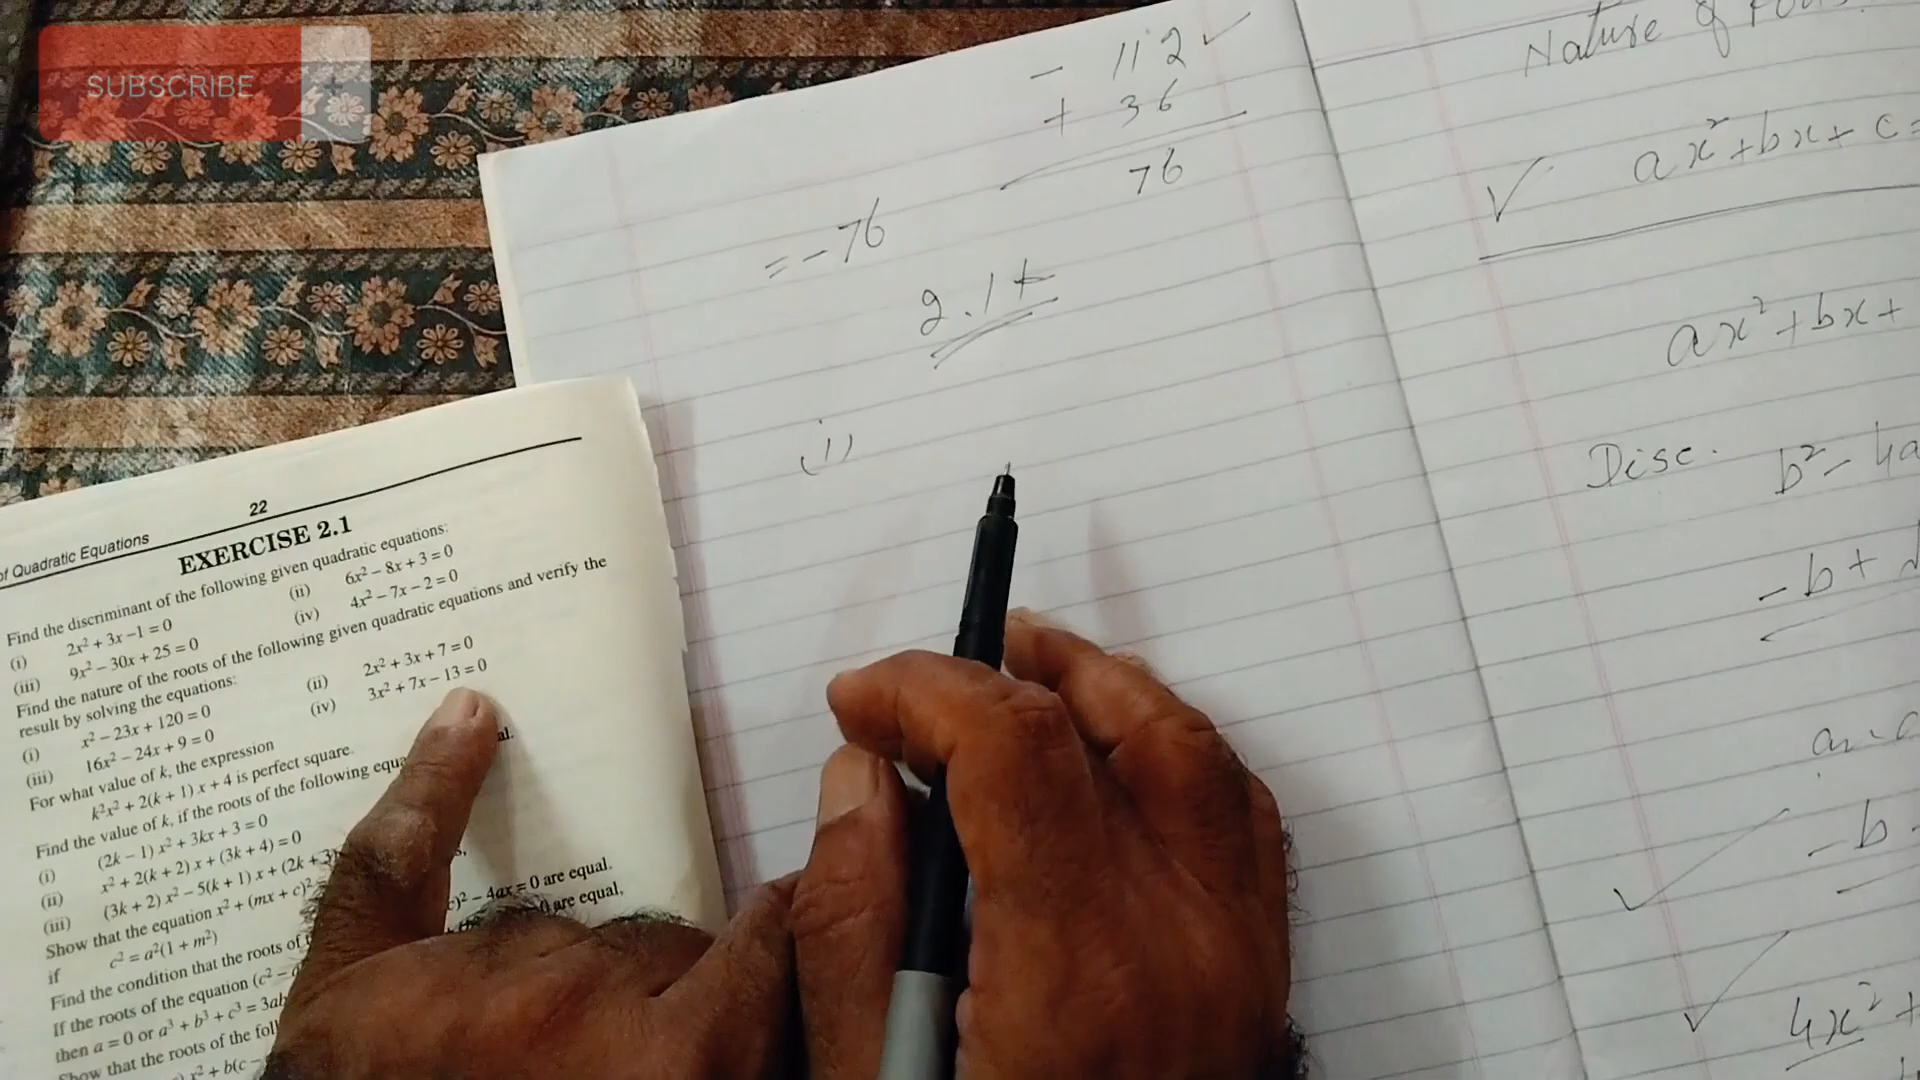 SUBSCRIBE
- 112 ✓
+ 36
76
= -76
2.1
(i)
Nature of
✓ ax² + bx + c =
ax² + bx +
Disc. b² - 4a
-b +
-b
4x² +
of Quadratic Equations 22
EXERCISE 2.1
Find the discriminant of the following given quadratic equations:
(i) 2x² + 3x – 1 = 0 (ii) 6x² – 8x + 3 = 0
(iii) 9x² – 30x + 25 = 0 (iv) 4x² – 7x – 2 = 0
Find the nature of the roots of the following given quadratic equations and verify the
result by solving the equations:
(i) x² – 23x + 120 = 0 (ii) 2x² + 3x + 7 = 0
(iii) 16x² – 24x + 9 = 0 (iv) 3x² + 7x – 13 = 0
For what value of k, the expression
k²x² + 2(k + 1) x + 4 is perfect square.
Find the value of k, if the roots of the following equa al.
(i) (2k – 1) x² + 3kx + 3 = 0
(ii) x² + 2(k + 2) x + (3k + 4) = 0
(iii) (3k + 2) x² – 5(k + 1) x + (2k + 3)
Show that the equation x² + (mx + c)²
if c² = a²(1 + m²)
Find the condition that the roots of )² – 4ax = 0 are equal.
If the roots of the equation (c² – 0 are equal,
then a = 0 or a³ + b³ + c³ = 3ab
Show that the roots of the foll
x² + b(c –